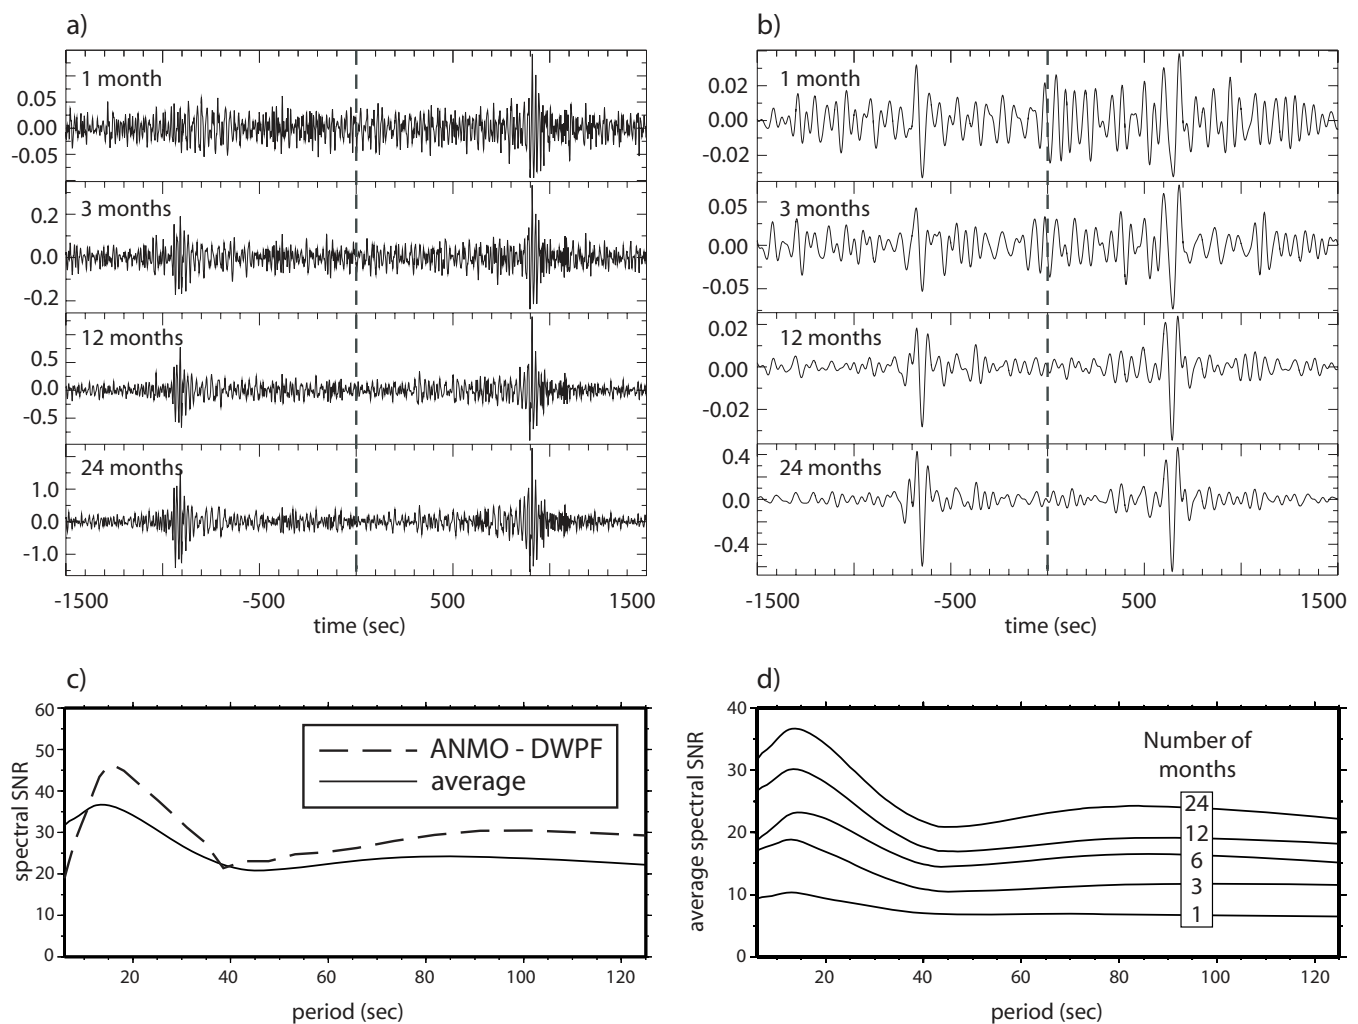 a)
1 month
0.05
0.00
-0.05
3 months
0.2
0.0
-0.2
12 months
0.5
0.0
-0.5
24 months
1.0
0.0
-1.0
-1500 -500 500 1500
time (sec)
b)
1 month
0.02
0.00
-0.02
3 months
0.05
0.00
-0.05
12 months
0.02
0.00
-0.02
24 months
0.4
0.0
-0.4
-1500 -500 500 1500
time (sec)
c)
spectral SNR
60
50
40
30
20
10
0
ANMO - DWPF
average
20 40 60 80 100 120
period (sec)
d)
average spectral SNR
40
30
20
10
0
Number of
months
24
12
6
3
1
20 40 60 80 100 120
period (sec)